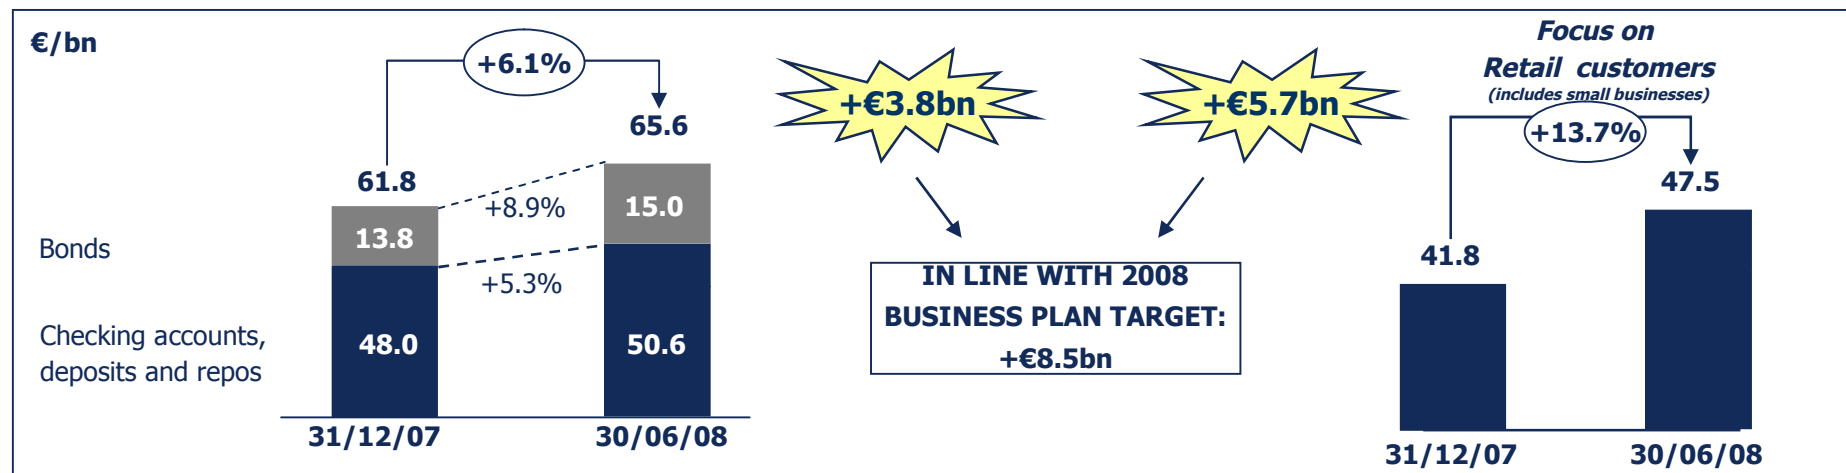 €/bn
+6.1%
65.6
61.8
+8.9%
15.0
13.8
Bonds
+5.3%
Checking accounts,
deposits and repos
48.0
50.6
31/12/07
30/06/08
+€3.8bn
+€5.7bn
IN LINE WITH 2008
BUSINESS PLAN TARGET:
+€8.5bn
Focus on
Retail customers
(includes small businesses)
+13.7%
47.5
41.8
31/12/07
30/06/08